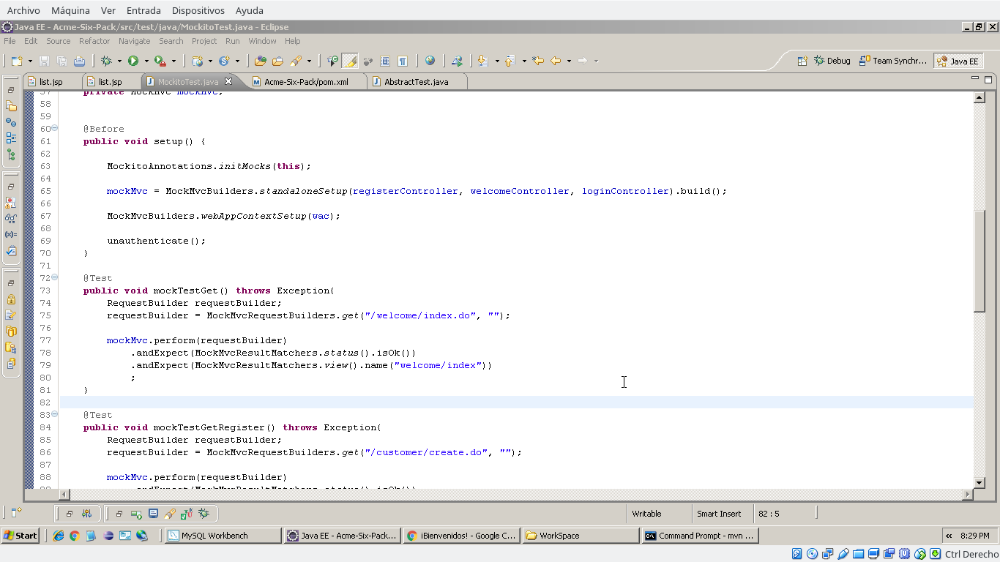 Archivo Máquina Ver Entrada Dispositivos Ayuda
Java EE - Acme-Six-Pack/src/test/java/MockitoTest.java - Eclipse
File Edit Source Refactor Navigate Search Project Run Window Help
Debug Team Synchr... Java EE
list.jsp list.jsp MockitoTest.java Acme-Six-Pack/pom.xml AbstractTest.java
57 private MockMvc mockMvc;
58
59
60 @Before
61 public void setup() {
62
63 MockitoAnnotations.initMocks(this);
64
65 mockMvc = MockMvcBuilders.standaloneSetup(registerController, welcomeController, loginController).build();
66
67 MockMvcBuilders.webAppContextSetup(wac);
68
69 unauthenticate();
70 }
71
72 @Test
73 public void mockTestGet() throws Exception{
74 RequestBuilder requestBuilder;
75 requestBuilder = MockMvcRequestBuilders.get("/welcome/index.do", "");
76
77 mockMvc.perform(requestBuilder)
78 .andExpect(MockMvcResultMatchers.status().isOk())
79 .andExpect(MockMvcResultMatchers.view().name("welcome/index"))
80 ;
81 }
82
83 @Test
84 public void mockTestGetRegister() throws Exception{
85 RequestBuilder requestBuilder;
86 requestBuilder = MockMvcRequestBuilders.get("/customer/create.do", "");
87
88 mockMvc.perform(requestBuilder)
89 .andExpect(MockMvcResultMatchers.status().isOk())
Writable Smart Insert 82 : 5
Start MySQL Workbench Java EE - Acme-Six-Pack... ¡Bienvenidos! - Google C... WorkSpace Command Prompt - mvn ... « 8:29 PM
Ctrl Derecho